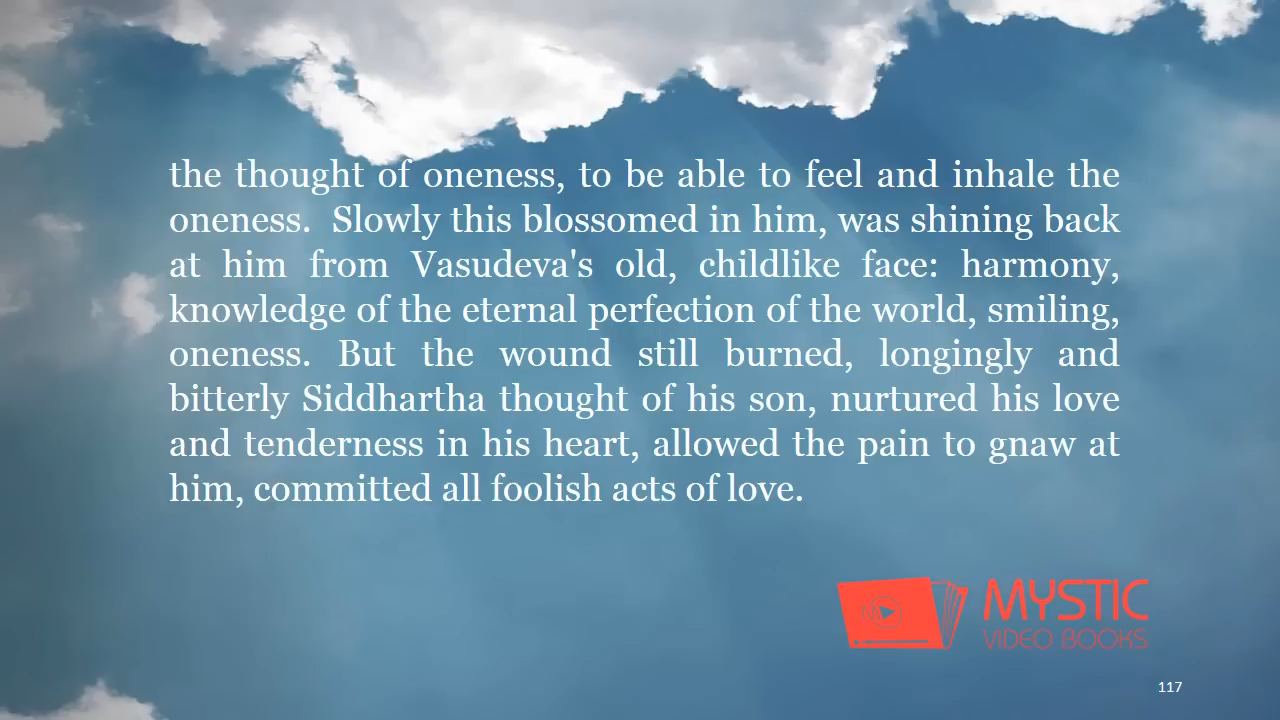 the thought of oneness, to be able to feel and inhale the
oneness. Slowly this blossomed in him, was shining back
at him from Vasudeva's old, childlike face: harmony,
knowledge of the eternal perfection of the world, smiling,
oneness. But the wound still burned, longingly and
bitterly Siddhartha thought of his son, nurtured his love
and tenderness in his heart, allowed the pain to gnaw at
him, committed all foolish acts of love.
MYSTIC
VIDEO BOOKS
117